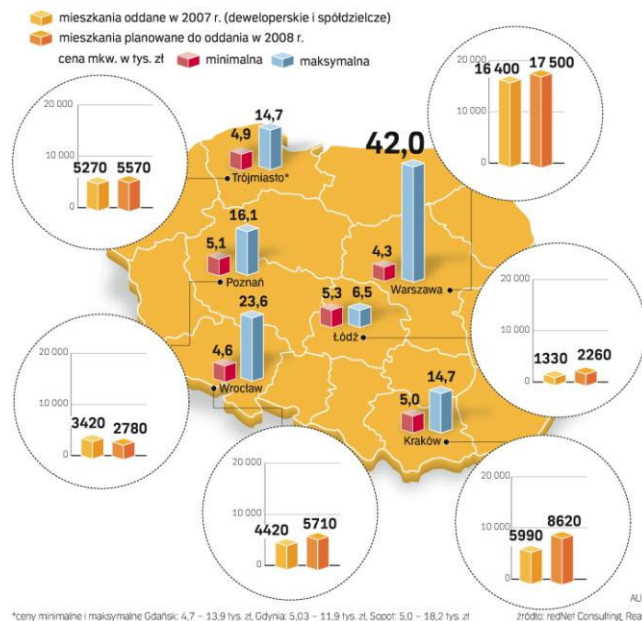 mieszkania oddane w 2007 r. (deweloperskie i spółdzielcze)
mieszkania planowane do oddania w 2008 r.
cena mkw. w tys. zł minimalna maksymalna
20 000
10 000
0
5270 5570
4,9 14,7
Trójmiasto*
42,0
4,3
Warszawa
20 000
10 000
0
16 400 17 500
5,1 16,1
Poznań
5,3 6,5
Łódź
20 000
10 000
0
1330 2260
4,6 23,6
Wrocław
20 000
10 000
0
3420 2780
5,0 14,7
Kraków
20 000
10 000
0
4420 5710
20 000
10 000
0
5990 8620
*ceny minimalne i maksymalne Gdańsk: 4,7 – 13,9 tys. zł, Gdynia: 5,03 – 11,9 tys. zł, Sopot: 5,0 – 18,2 tys. zł
źródło: redNet Consulting,